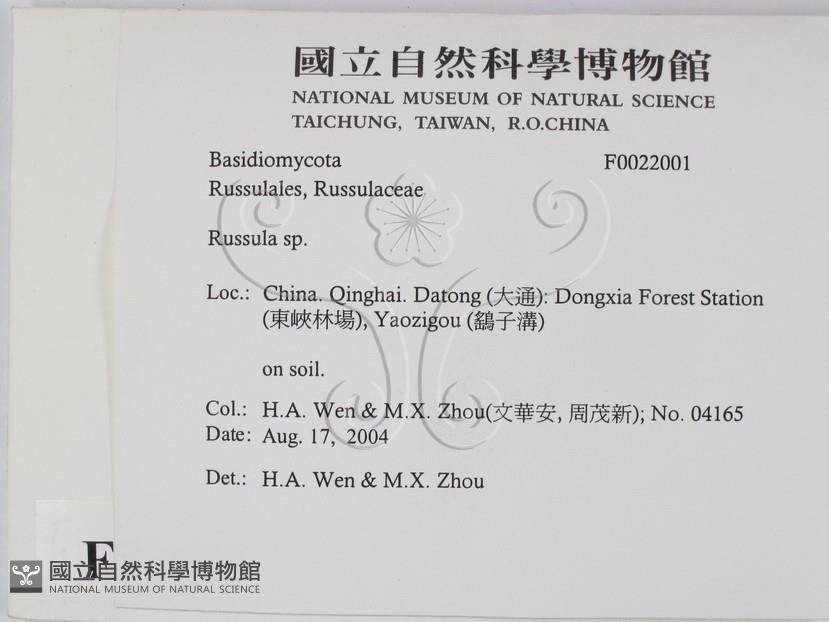 國立自然科學博物館
NATIONAL MUSEUM OF NATURAL SCIENCE
TAICHUNG, TAIWAN, R.O.CHINA
Basidiomycota F0022001
Russulales, Russulaceae
Russula sp.
Loc.: China. Qinghai. Datong (大通): Dongxia Forest Station
(東峽林場), Yaozigou (鷂子溝)
on soil.
Col.: H.A. Wen & M.X. Zhou(文華安, 周茂新); No. 04165
Date: Aug. 17, 2004
Det.: H.A. Wen & M.X. Zhou
F
國立自然科學博物館
NATIONAL MUSEUM OF NATURAL SCIENCE